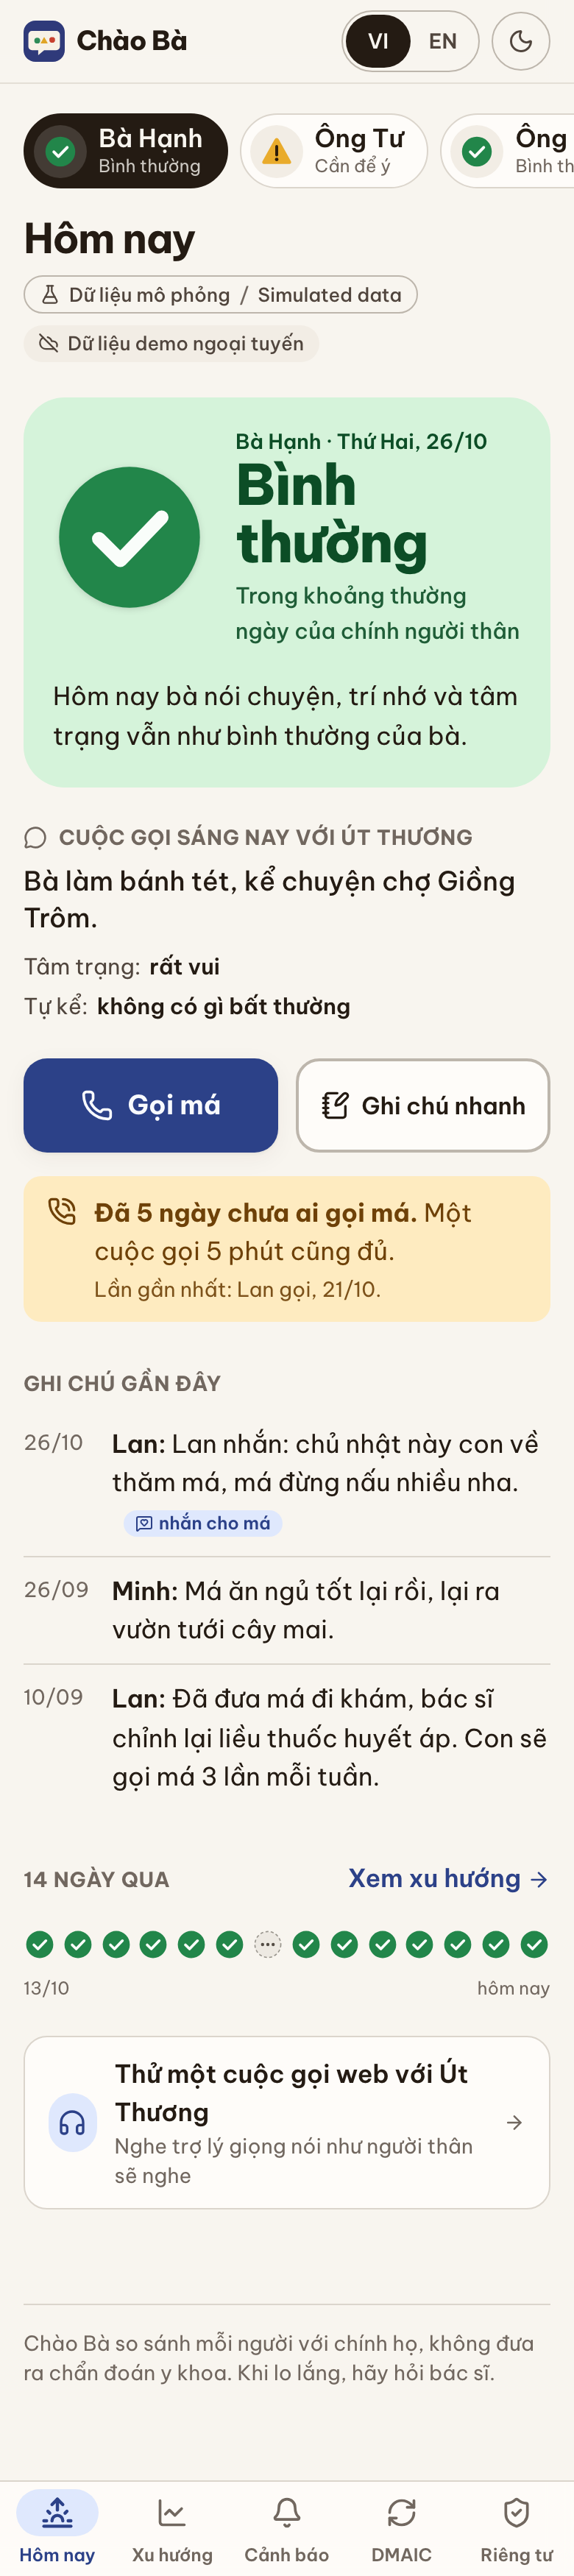 Chào Bà
VI EN
Bà Hạnh
Bình thường
Ông Tư
Cần để ý
Ông
Bình th
Hôm nay
Dữ liệu mô phỏng / Simulated data
Dữ liệu demo ngoại tuyến
Bà Hạnh · Thứ Hai, 26/10
Bình
thường
Trong khoảng thường
ngày của chính người thân
Hôm nay bà nói chuyện, trí nhớ và tâm
trạng vẫn như bình thường của bà.
CUỘC GỌI SÁNG NAY VỚI ÚT THƯƠNG
Bà làm bánh tét, kể chuyện chợ Giồng
Trôm.
Tâm trạng: rất vui
Tự kể: không có gì bất thường
Gọi má
Ghi chú nhanh
Đã 5 ngày chưa ai gọi má. Một
cuộc gọi 5 phút cũng đủ.
Lần gần nhất: Lan gọi, 21/10.
GHI CHÚ GẦN ĐÂY
26/10 Lan: Lan nhắn: chủ nhật này con về
thăm má, má đừng nấu nhiều nha.
nhắn cho má
26/09 Minh: Má ăn ngủ tốt lại rồi, lại ra
vườn tưới cây mai.
10/09 Lan: Đã đưa má đi khám, bác sĩ
chỉnh lại liều thuốc huyết áp. Con sẽ
gọi má 3 lần mỗi tuần.
14 NGÀY QUA
Xem xu hướng →
13/10
hôm nay
Thử một cuộc gọi web với Út
Thương
Nghe trợ lý giọng nói như người thân
sẽ nghe
Chào Bà so sánh mỗi người với chính họ, không đưa
ra chẩn đoán y khoa. Khi lo lắng, hãy hỏi bác sĩ.
Hôm nay
Xu hướng
Cảnh báo
DMAIC
Riêng tư